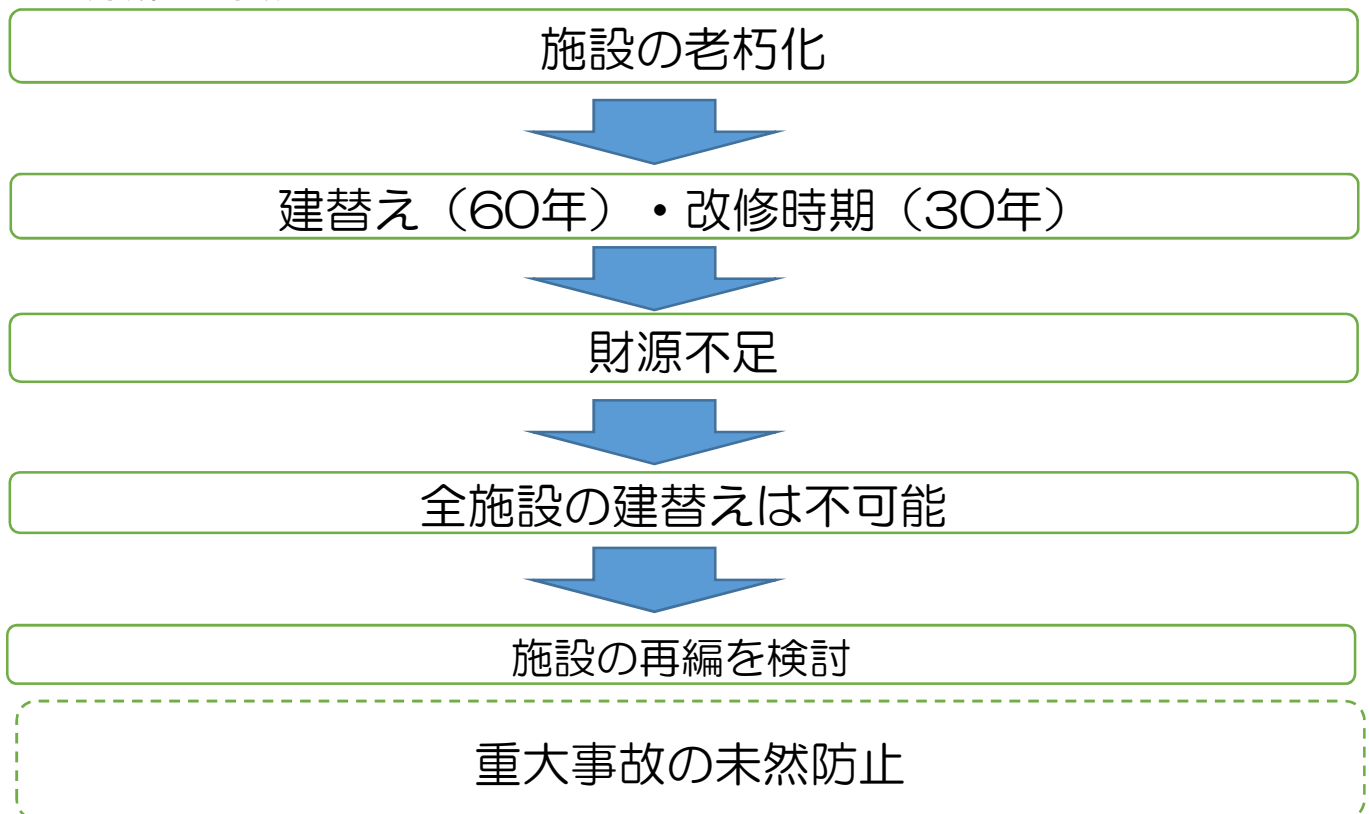 施設の老朽化
建替え（60年）・改修時期（30年）
財源不足
全施設の建替えは不可能
施設の再編を検討
重大事故の未然防止